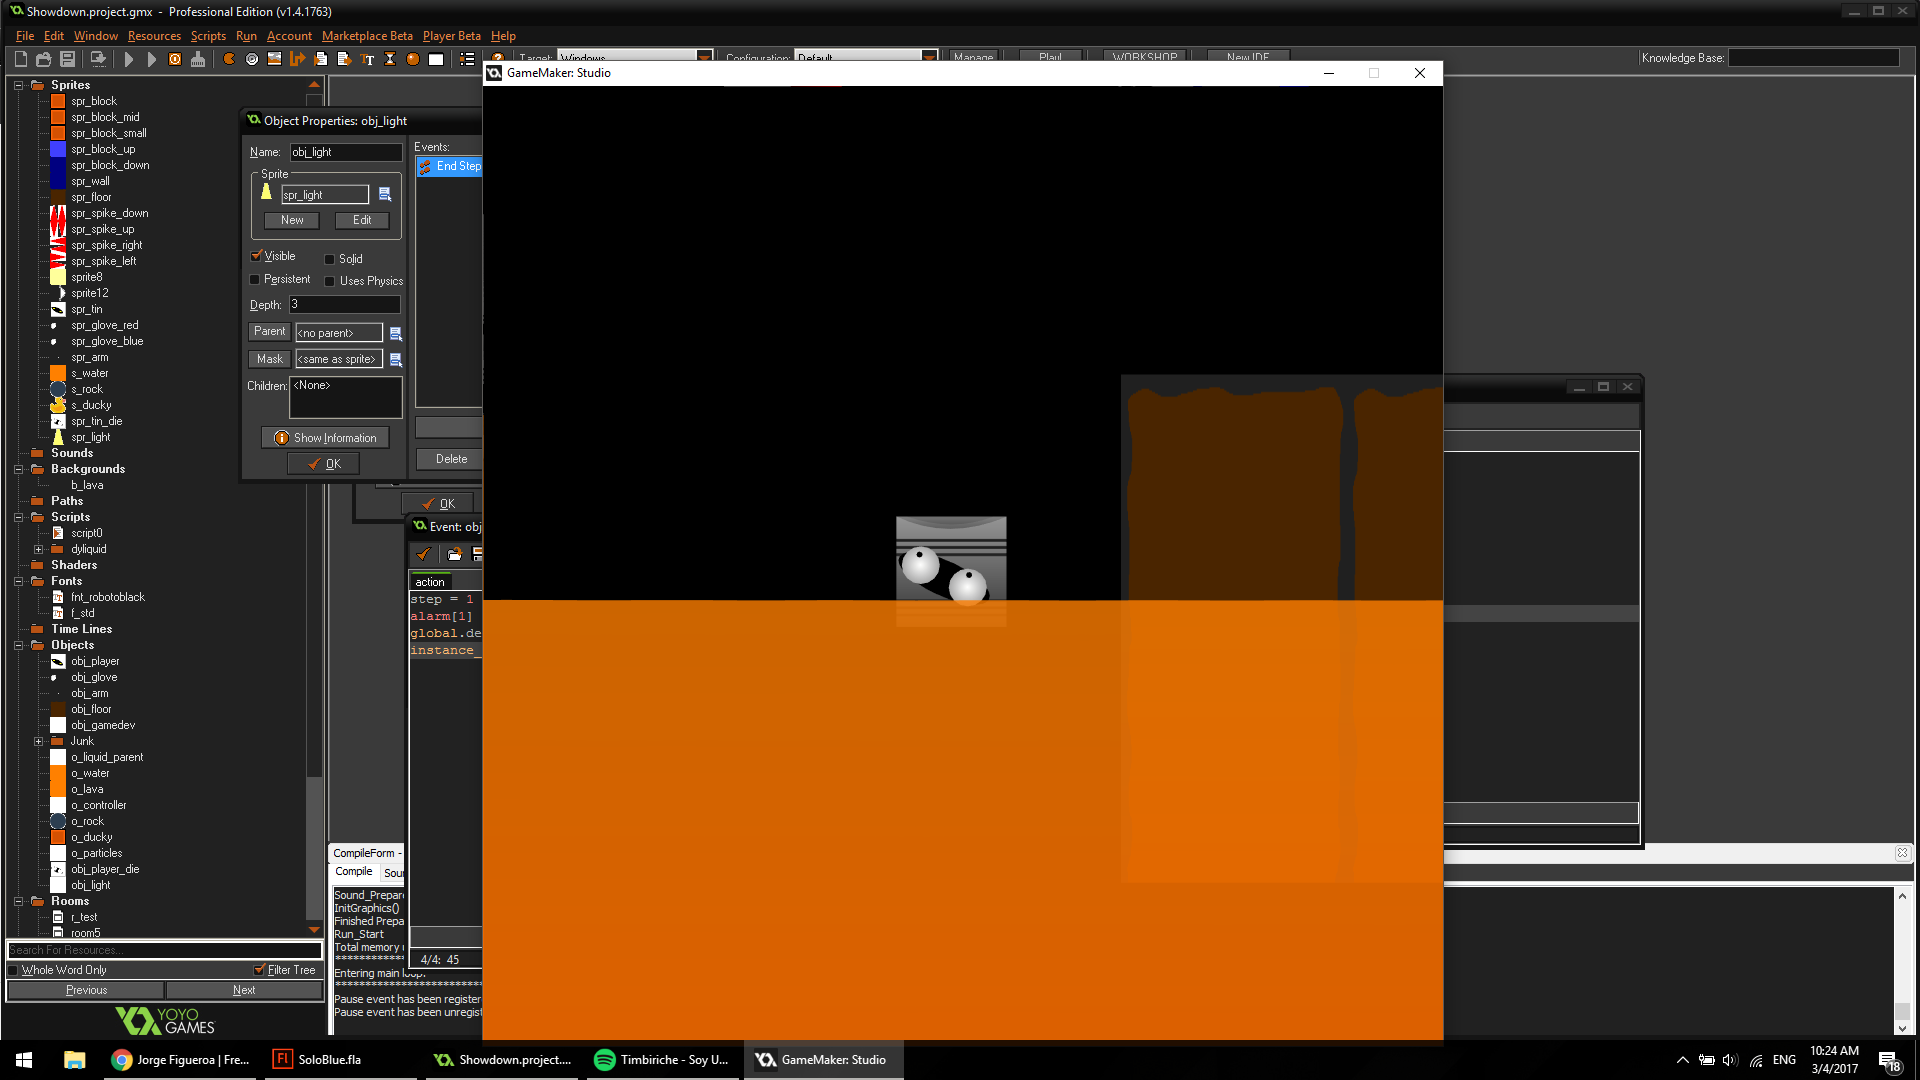 Showdown.project.gmx - Professional Edition (v1.4.1763)
File Edit Window Resources Scripts Run Account Marketplace Beta Player Beta Help
Target: Windows Configuration: Default Manage Play! WORKSHOP New IDE Knowledge Base:
GameMaker: Studio
Sprites
spr_block
spr_block_mid
spr_block_small
spr_block_up
spr_block_down
spr_wall
spr_floor
spr_spike_down
spr_spike_up
spr_spike_right
spr_spike_left
sprite8
sprite12
spr_tin
spr_glove_red
spr_glove_blue
spr_arm
s_water
s_rock
s_ducky
spr_tin_die
spr_light
Sounds
Backgrounds
b_lava
Paths
Scripts
script0
dyliquid
Shaders
Fonts
fnt_robotoblack
f_std
Time Lines
Objects
obj_player
obj_glove
obj_arm
obj_floor
obj_gamedev
Junk
o_liquid_parent
o_water
o_lava
o_controller
o_rock
o_ducky
o_particles
obj_player_die
obj_light
Rooms
r_test
room5
Search For Resources...
Whole Word Only Filter Tree
Previous Next
YOYO
GAMES
Object Properties: obj_light
Name: obj_light
Sprite
spr_light
New Edit
Visible Solid
Persistent Uses Physics
Depth: 3
Parent <no parent>
Mask <same as sprite>
Children: <None>
Show Information
OK
Events:
End Step
Delete
OK
Event: obj
action
step = 1
alarm[1]
global.de
instance_
4/4: 45
CompileForm -
Compile Sour
Sound_Prepare
InitGraphics()
Finished Prepa
Run_Start
Total memory u
***************
Entering main loop.
***********************
Pause event has been register
Pause event has been unregist
Jorge Figueroa | Fre...
SoloBlue.fla
Showdown.project....
Timbiriche - Soy U...
GameMaker: Studio
ENG
10:24 AM
3/4/2017
18